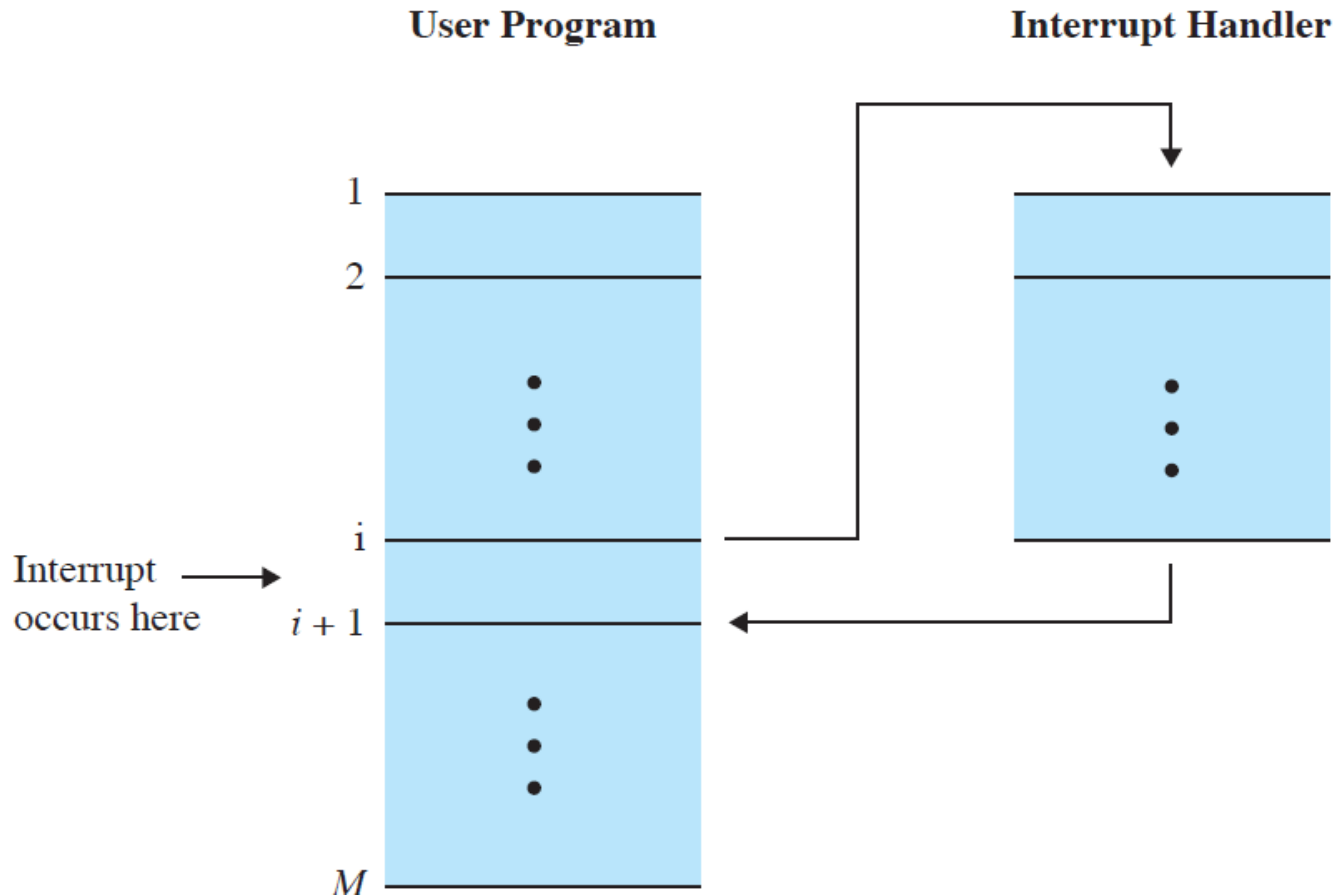 User Program
Interrupt Handler
1
2
i
Interrupt
occurs here
i + 1
M